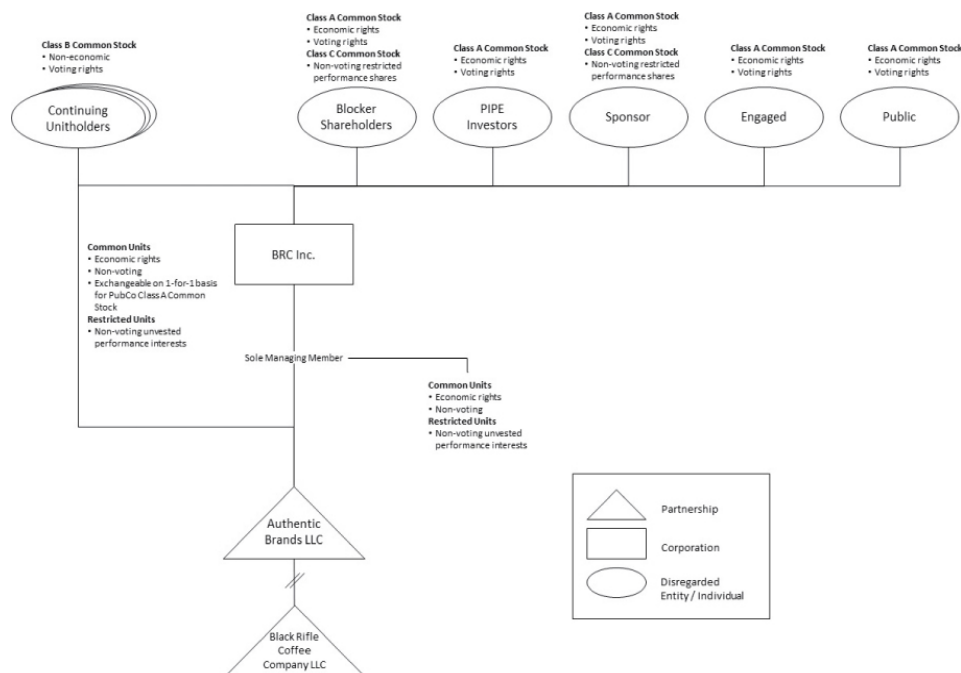 Class B Common Stock
• Non-economic
• Voting rights
Continuing
Unitholders
Class A Common Stock
• Economic rights
• Voting rights
Class C Common Stock
• Non-voting restricted
performance shares
Blocker
Shareholders
Class A Common Stock
• Economic rights
• Voting rights
PIPE
Investors
Class A Common Stock
• Economic rights
• Voting rights
Class C Common Stock
• Non-voting restricted
performance shares
Sponsor
Class A Common Stock
• Economic rights
• Voting rights
Engaged
Class A Common Stock
• Economic rights
• Voting rights
Public
BRC Inc.
Common Units
• Economic rights
• Non-voting
• Exchangeable on 1-for-1 basis
for PubCo Class A Common
Stock
Restricted Units
• Non-voting unvested
performance interests
Sole Managing Member
Common Units
• Economic rights
• Non-voting
Restricted Units
• Non-voting unvested
performance interests
Authentic
Brands LLC
Black Rifle
Coffee
Company LLC
Partnership
Corporation
Disregarded
Entity / Individual